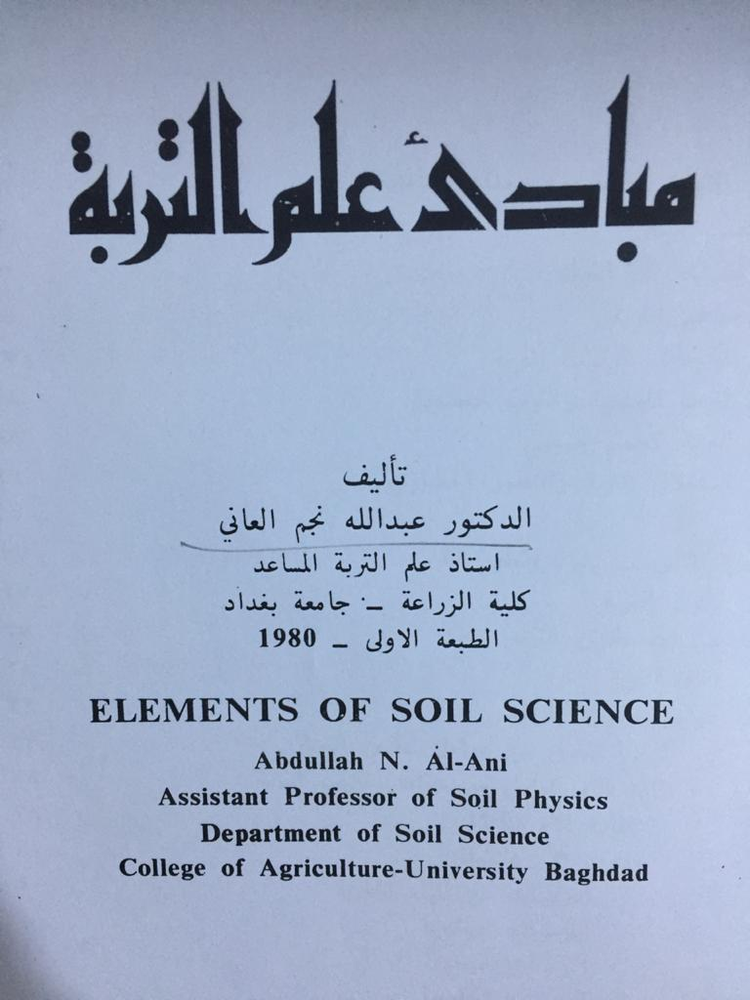 مبادئ علم التربة
تأليف
الدكتور عبدالله نجم العاني
استاذ علم التربة المساعد
كلية الزراعة ــ جامعة بغداد
الطبعة الاولى ــ 1980
ELEMENTS OF SOIL SCIENCE
Abdullah N. Al-Ani
Assistant Professor of Soil Physics
Department of Soil Science
College of Agriculture-University Baghdad